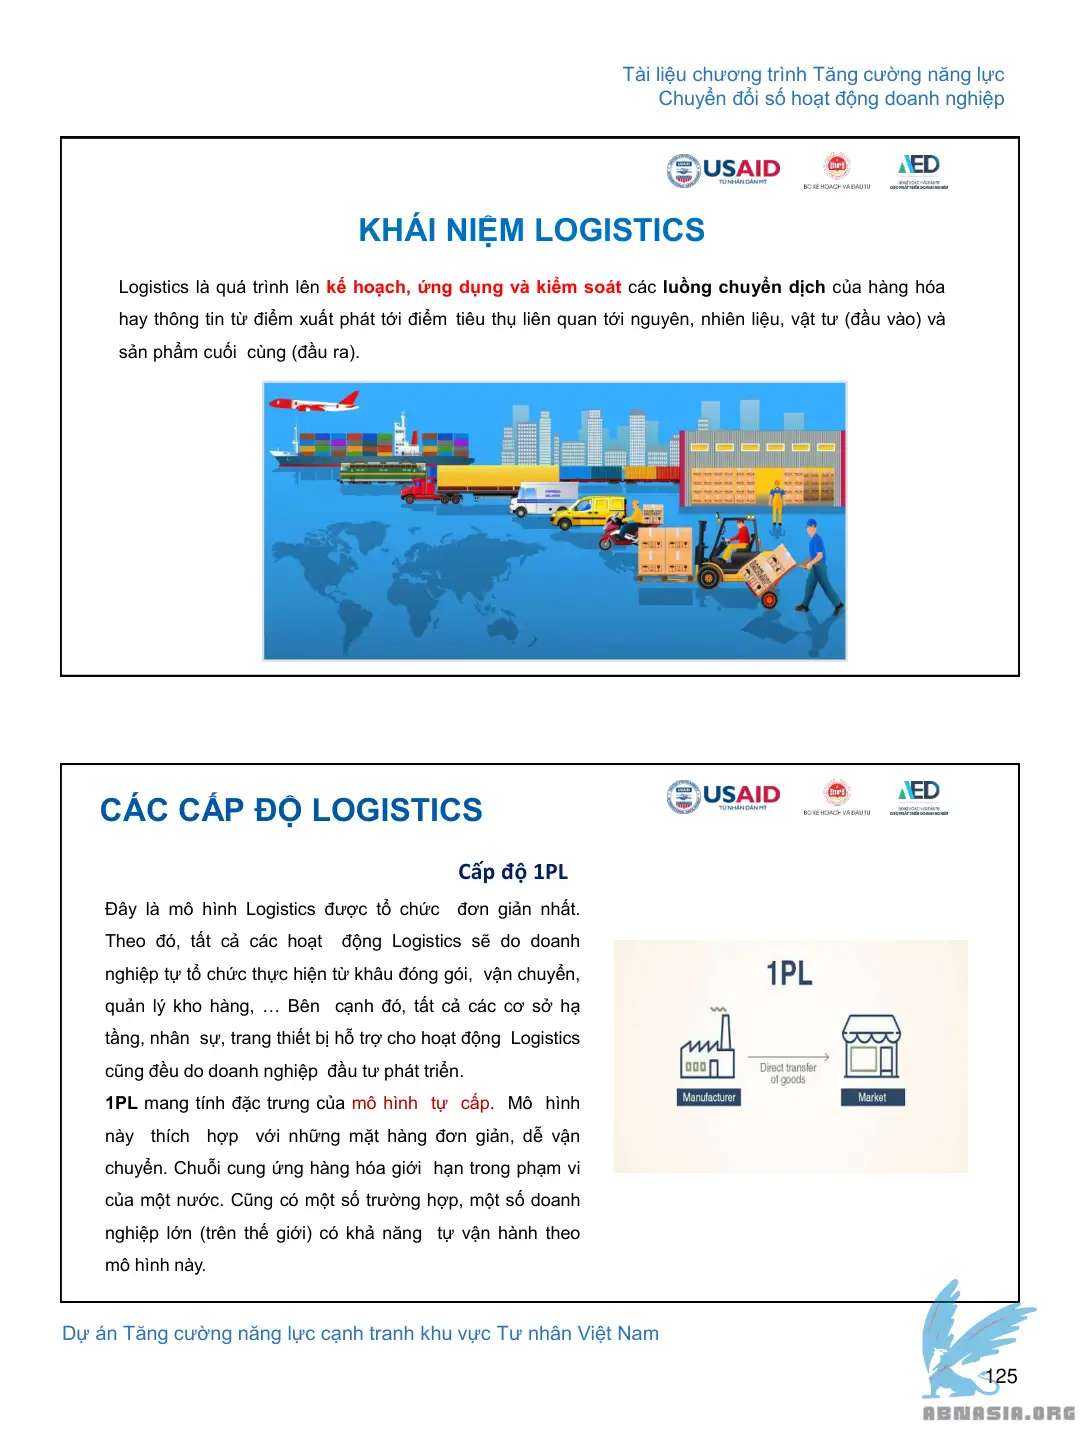 Tài liệu chương trình Tăng cường năng lực
Chuyển đổi số hoạt động doanh nghiệp
USAID
TỪ NHÂN DÂN MỸ
BỘ KẾ HOẠCH VÀ ĐẦU TƯ
AED
KHÁI NIỆM LOGISTICS
Logistics là quá trình lên kế hoạch, ứng dụng và kiểm soát các luồng chuyển dịch của hàng hóa
hay thông tin từ điểm xuất phát tới điểm tiêu thụ liên quan tới nguyên, nhiên liệu, vật tư (đầu vào) và
sản phẩm cuối cùng (đầu ra).
CÁC CẤP ĐỘ LOGISTICS
USAID
TỪ NHÂN DÂN MỸ
BỘ KẾ HOẠCH VÀ ĐẦU TƯ
AED
Cấp độ 1PL
Đây là mô hình Logistics được tổ chức đơn giản nhất.
Theo đó, tất cả các hoạt động Logistics sẽ do doanh
nghiệp tự tổ chức thực hiện từ khâu đóng gói, vận chuyển,
quản lý kho hàng, … Bên cạnh đó, tất cả các cơ sở hạ
tầng, nhân sự, trang thiết bị hỗ trợ cho hoạt động Logistics
cũng đều do doanh nghiệp đầu tư phát triển.
1PL mang tính đặc trưng của mô hình tự cấp. Mô hình
này thích hợp với những mặt hàng đơn giản, dễ vận
chuyển. Chuỗi cung ứng hàng hóa giới hạn trong phạm vi
của một nước. Cũng có một số trường hợp, một số doanh
nghiệp lớn (trên thế giới) có khả năng tự vận hành theo
mô hình này.
1PL
Direct transfer
of goods
Manufacturer
Market
Dự án Tăng cường năng lực cạnh tranh khu vực Tư nhân Việt Nam
125
ABNASIA.ORG